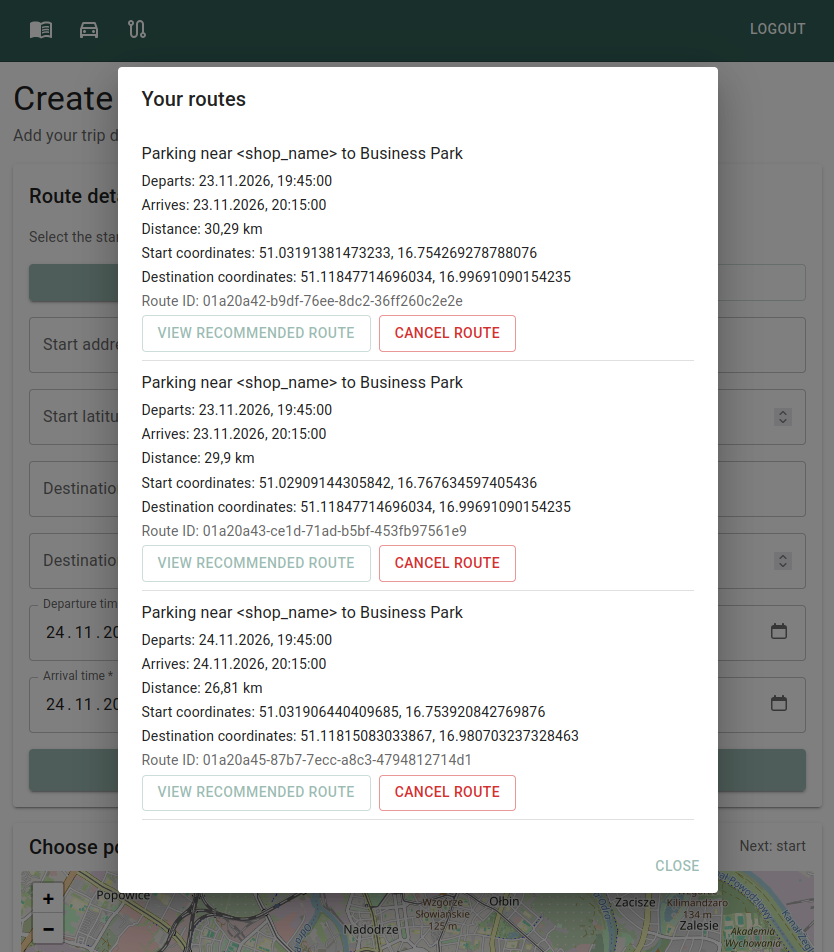 LOGOUT
Create
Add your trip d
Route det
Select the star
Start addre
Start latitu
Destinatio
Destinatio
Departure tim
24.11.20
Arrival time *
24.11.20
Your routes
Parking near <shop_name> to Business Park
Departs: 23.11.2026, 19:45:00
Arrives: 23.11.2026, 20:15:00
Distance: 30,29 km
Start coordinates: 51.03191381473233, 16.754269278788076
Destination coordinates: 51.11847714696034, 16.99691090154235
Route ID: 01a20a42-b9df-76ee-8dc2-36ff260c2e2e
VIEW RECOMMENDED ROUTE CANCEL ROUTE
Parking near <shop_name> to Business Park
Departs: 23.11.2026, 19:45:00
Arrives: 23.11.2026, 20:15:00
Distance: 29,9 km
Start coordinates: 51.02909144305842, 16.767634597405436
Destination coordinates: 51.11847714696034, 16.99691090154235
Route ID: 01a20a43-ce1d-71ad-b5bf-453fb97561e9
VIEW RECOMMENDED ROUTE CANCEL ROUTE
Parking near <shop_name> to Business Park
Departs: 24.11.2026, 19:45:00
Arrives: 24.11.2026, 20:15:00
Distance: 26,81 km
Start coordinates: 51.031906440409685, 16.753920842769876
Destination coordinates: 51.11815083033867, 16.980703237328463
Route ID: 01a20a45-87b7-7ecc-a8c3-4794812714d1
VIEW RECOMMENDED ROUTE CANCEL ROUTE
CLOSE
Choose po
Next: start
+
−
Popowice
Nadodrze
Wzgórze
Słowiańskie
125 m
Ołbin
Zacisze
Kilimandżaro
134 m
Zalesie
Akademia
Wychowania